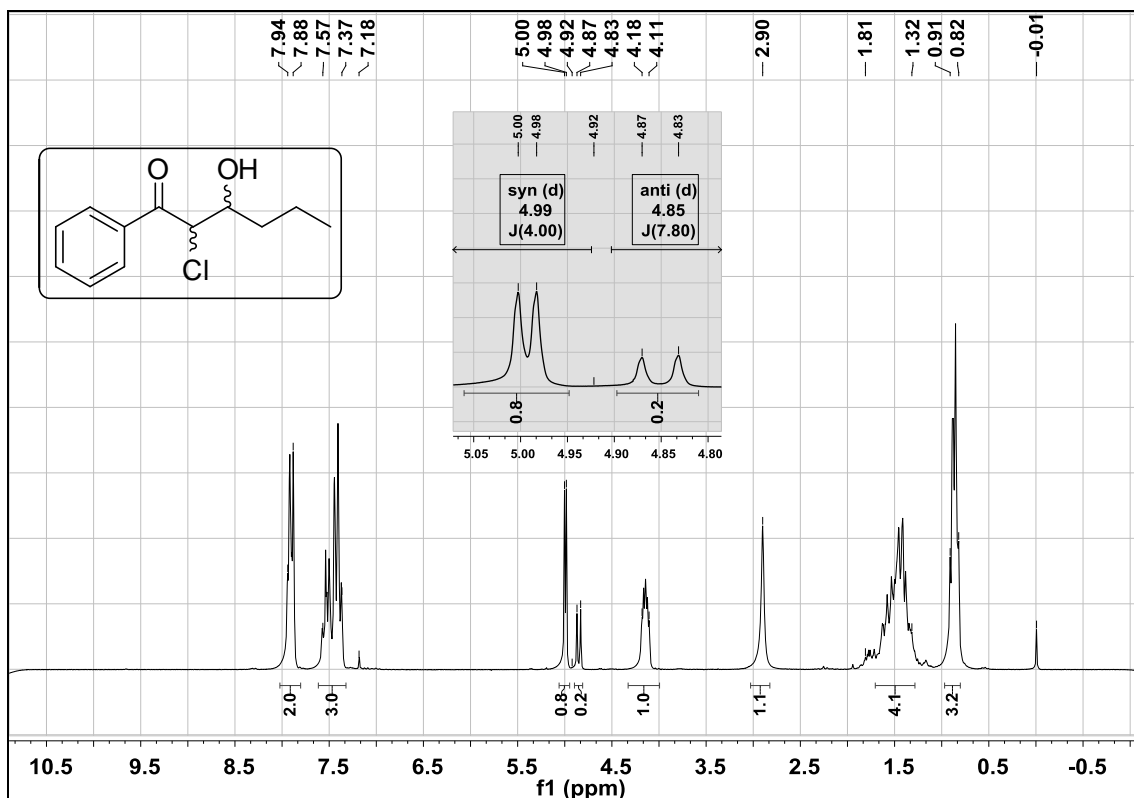 7.94 7.88 7.57 7.37 7.18 5.00 4.98 4.92 4.87 4.83 4.18 4.11 2.90 1.81 1.32 0.91 0.82 -0.01
O OH
Cl
5.00 4.98 4.92 4.87 4.83
syn (d)
4.99
J(4.00)
anti (d)
4.85
J(7.80)
0.8 0.2
5.05 5.00 4.95 4.90 4.85 4.80
2.0 3.0 0.8 0.2 1.0 1.1 4.1 3.2
10.5 9.5 8.5 7.5 6.5 5.5 4.5 3.5 2.5 1.5 0.5 -0.5
f1 (ppm)